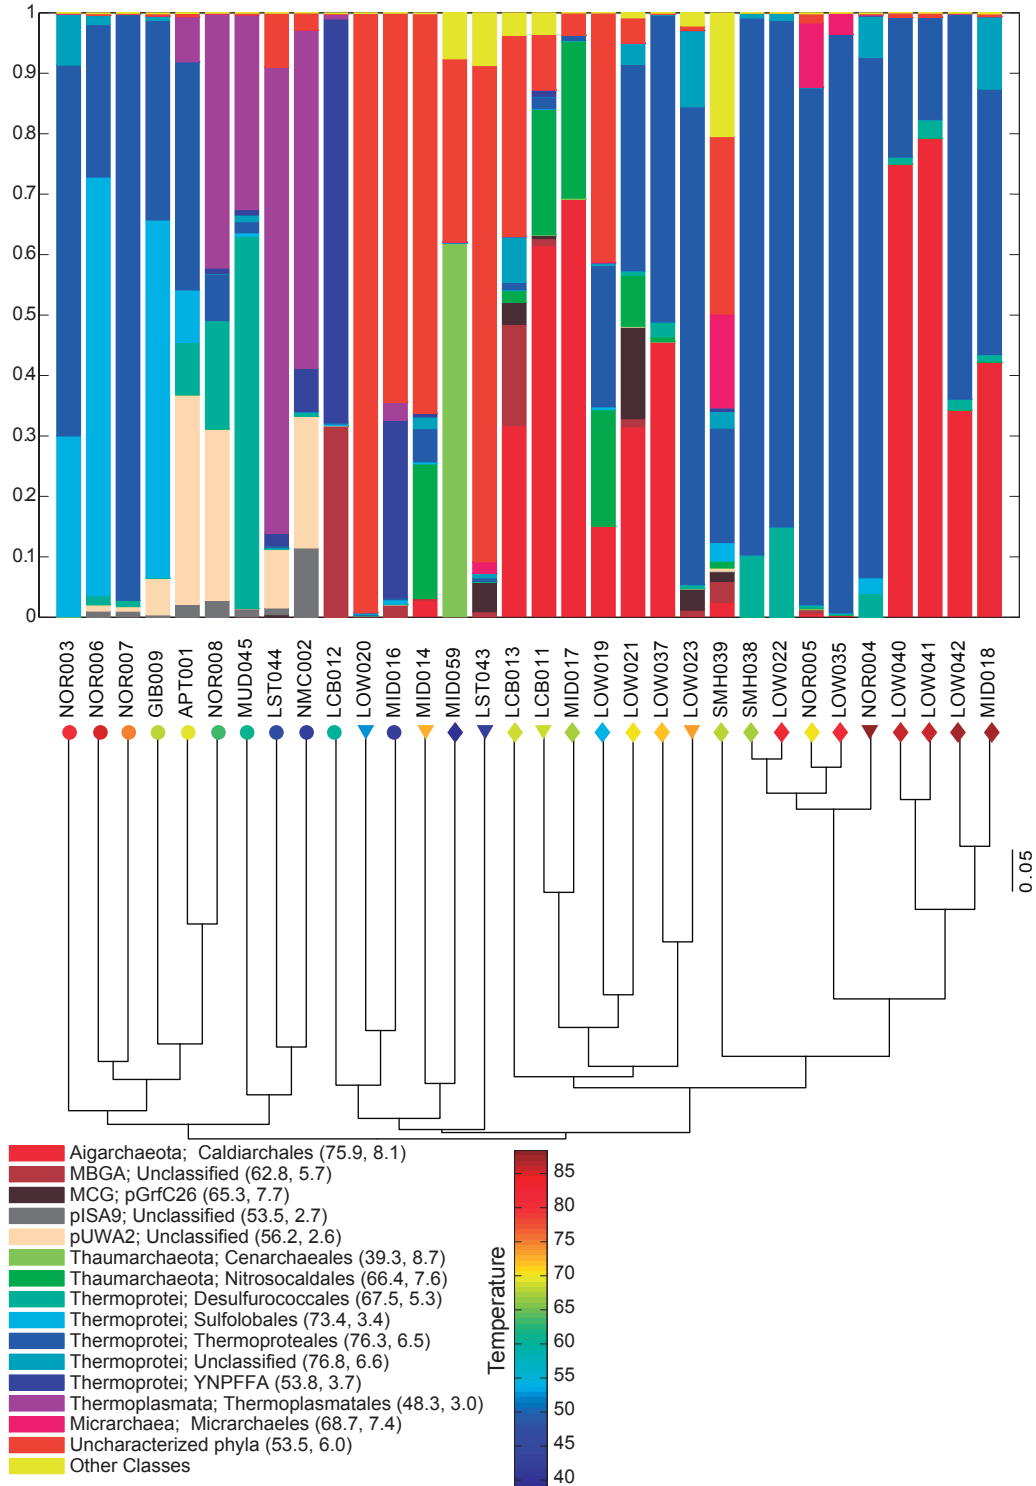 1
0.9
0.8
0.7
0.6
0.5
0.4
0.3
0.2
0.1
0
NOR003
NOR006
NOR007
GIB009
APT001
NOR008
MUD045
LST044
NMC002
LCB012
LOW020
MID016
MID014
MID059
LST043
LCB013
LCB011
MID017
LOW019
LOW021
LOW037
LOW023
SMH039
SMH038
LOW022
NOR005
LOW035
NOR004
LOW040
LOW041
LOW042
MID018
0.05
Aigarchaeota; Caldiarchales (75.9, 8.1)
MBGA; Unclassified (62.8, 5.7)
MCG; pGrfC26 (65.3, 7.7)
pISA9; Unclassified (53.5, 2.7)
pUWA2; Unclassified (56.2, 2.6)
Thaumarchaeota; Cenarchaeales (39.3, 8.7)
Thaumarchaeota; Nitrosocaldales (66.4, 7.6)
Thermoprotei; Desulfurococcales (67.5, 5.3)
Thermoprotei; Sulfolobales (73.4, 3.4)
Thermoprotei; Thermoproteales (76.3, 6.5)
Thermoprotei; Unclassified (76.8, 6.6)
Thermoprotei; YNPFFA (53.8, 3.7)
Thermoplasmata; Thermoplasmatales (48.3, 3.0)
Micrarchaea; Micrarchaeles (68.7, 7.4)
Uncharacterized phyla (53.5, 6.0)
Other Classes
Temperature
85
80
75
70
65
60
55
50
45
40